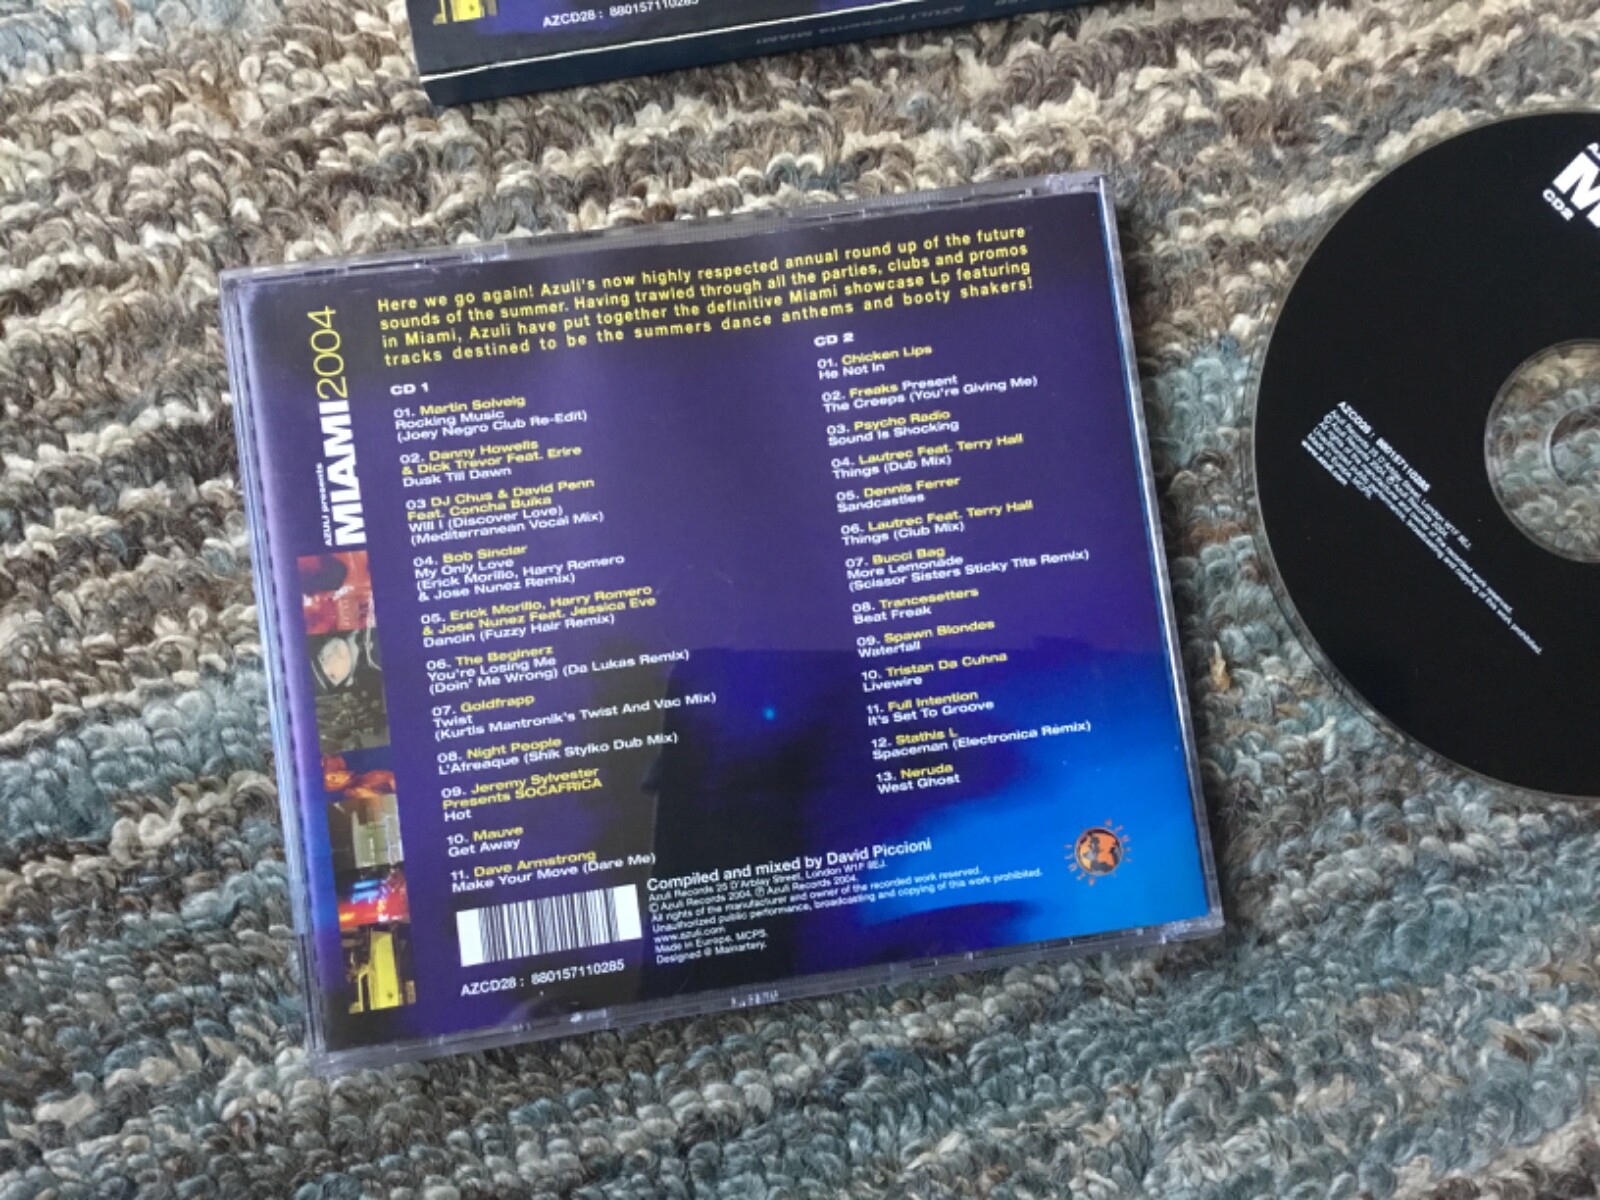 AZCD28 : 880157110285
AZULI presents MIAMI
AZULI presents
MIAMI2004
Here we go again! Azuli's now highly respected annual round up of the future
sounds of the summer. Having trawled through all the parties, clubs and promos
in Miami, Azuli have put together the definitive Miami showcase Lp featuring
tracks destined to be the summers dance anthems and booty shakers!
CD 1
01. Martin Solveig
Rocking Music
(Joey Negro Club Re-Edit)
02. Danny Howells
& Dick Trevor Feat. Erire
Dusk Till Dawn
03 DJ Chus & David Penn
Feat. Concha Buika
Will I (Discover Love)
(Mediterranean Vocal Mix)
04. Bob Sinclar
My Only Love
(Erick Morillo, Harry Romero
& Jose Nunez Remix)
05. Erick Morillo, Harry Romero
& Jose Nunez Feat. Jessica Eve
Dancin (Fuzzy Hair Remix)
06. The Beginerz
You're Losing Me
(Doin' Me Wrong) (Da Lukas Remix)
07. Goldfrapp
Twist
(Kurtis Mantronik's Twist And Vac Mix)
08. Night People
L'Afreaque (Shik Stylko Dub Mix)
09. Jeremy Sylvester
Presents SOCAFRICA
Hot
10. Mauve
Get Away
11. Dave Armstrong
Make Your Move (Dare Me)
CD 2
01. Chicken Lips
He Not In
02. Freaks Present
The Creeps (You're Giving Me)
03. Psycho Radio
Sound Is Shocking
04. Lautrec Feat. Terry Hall
Things (Dub Mix)
05. Dennis Ferrer
Sandcastles
06. Lautrec Feat. Terry Hall
Things (Club Mix)
07. Bucci Bag
More Lemonade
(Scissor Sisters Sticky Tits Remix)
08. Trancesetters
Beat Freak
09. Spawn Blondes
Waterfall
10. Tristan Da Cuhna
Livewire
11. Full Intention
It's Set To Groove
12. Stathis L
Spaceman (Electronica Remix)
13. Neruda
West Ghost
Compiled and mixed by David Piccioni
Azuli Records 25 D'Arblay Street, London W1F 8EJ.
© Azuli Records 2004. ℗ Azuli Records 2004.
All rights of the manufacturer and owner of the recorded work reserved.
Unauthorized public performance, broadcasting and copying of this work prohibited.
www.azuli.com
Made in Europe. MCPS.
Designed @ Mainartery.
AZCD28 : 880157110285
AZULI
CD2
AZCD28 : 880157110285